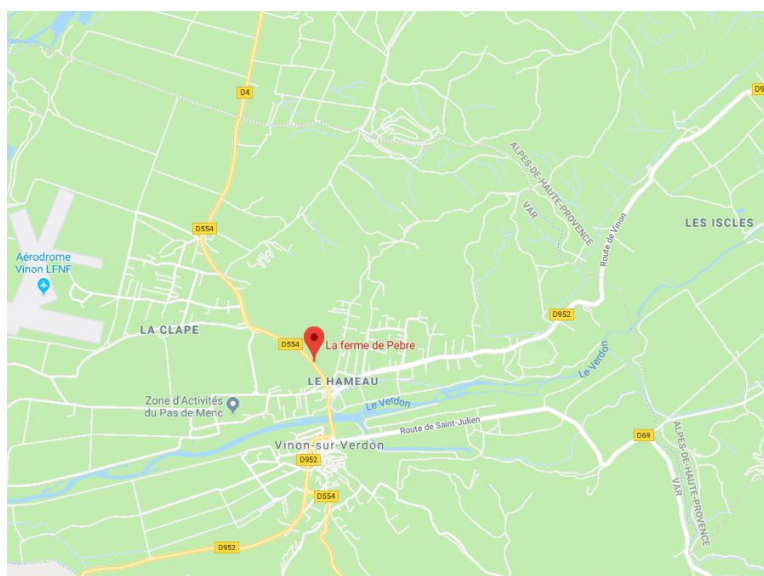 D4
D9
ALPES-DE-HAUTE-PROVENCE
VAR
LES ISCLES
D554
Route de Vinon
Aérodrome
Vinon LFNF
D952
LA CLAPE
D554
La ferme de Pebre
LE HAMEAU
Le Verdon
Zone d'Activités
du Pas de Menc
Le Verdon
Route de Saint-Julien
D69
Vinon-sur-Verdon
D952
ALPES-DE-HAUTE-PROVENCE
VAR
D554
D952